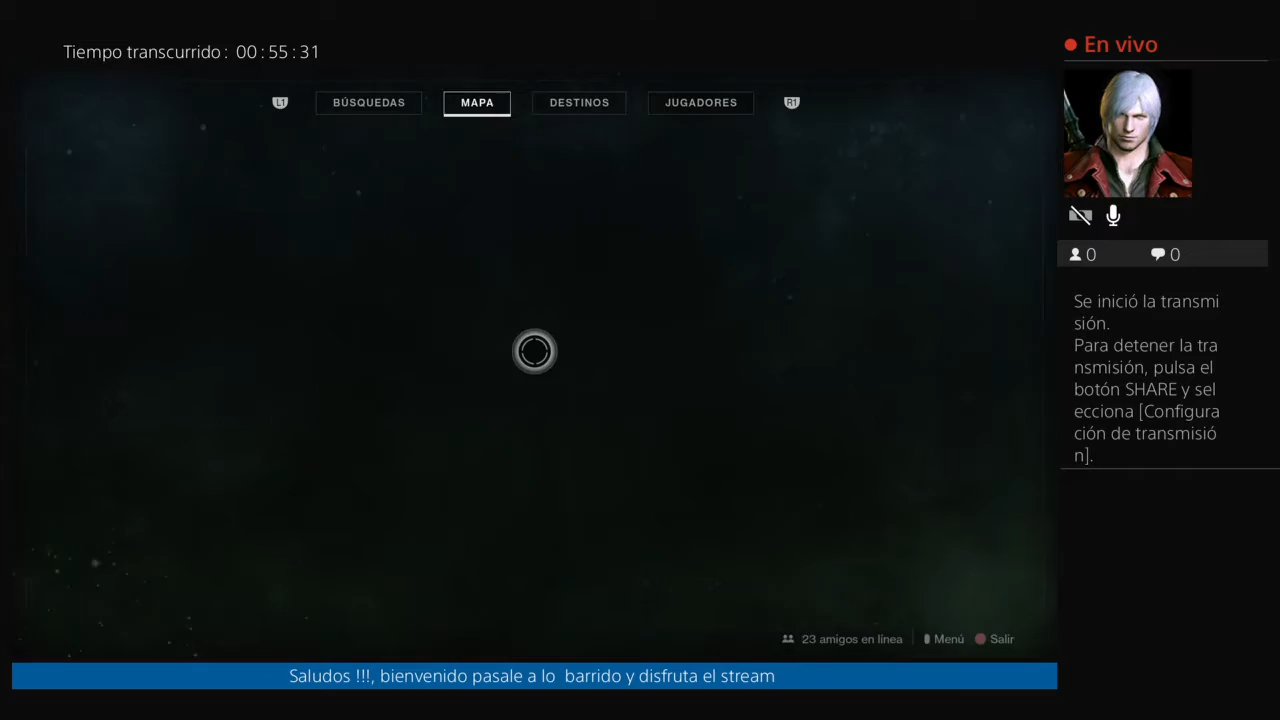 Tiempo transcurrido: 00:55:31
L1 BÚSQUEDAS MAPA DESTINOS JUGADORES R1
En vivo
0 0
Se inició la transmi
sión.
Para detener la tra
nsmisión, pulsa el
botón SHARE y sel
ecciona [Configura
ción de transmisió
n].
23 amigos en línea Menú Salir
Saludos !!!, bienvenido pasale a lo barrido y disfruta el stream